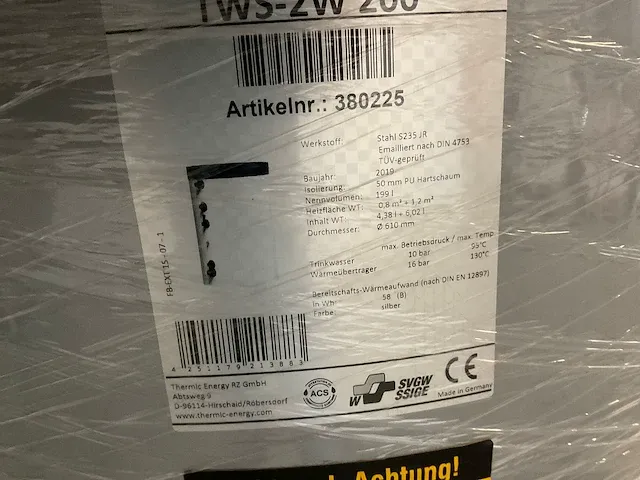 TWS-2W 200
Artikelnr.: 380225
Werkstoff: Stahl S235 JR
Emailliert nach DIN 4753
TÜV-geprüft
Baujahr: 2019
Isolierung: 50 mm PU Hartschaum
Nennvolumen: 199 l
Heizfläche WT: 0,8 m² + 1,2 m²
Inhalt WT: 4,38 l + 6,02 l
Durchmesser: Ø 610 mm
max. Betriebsdruck / max. Temp
Trinkwasser 10 bar 95°C
Wärmeübertrager 16 bar 130°C
Bereitschafts-Wärmeaufwand (nach DIN EN 12897)
in Wh: 58 (B)
Farbe: silber
FB-EXT 15 - 07 - 1
4 251179 213863
Thermic Energy RZ GmbH
Abtsweg 9
D-96114-Hirschaid/Röbersdorf
www.thermic-energy.com
ACS
W
SVGW
SSIGE
CE
Made in Germany
Achtung!